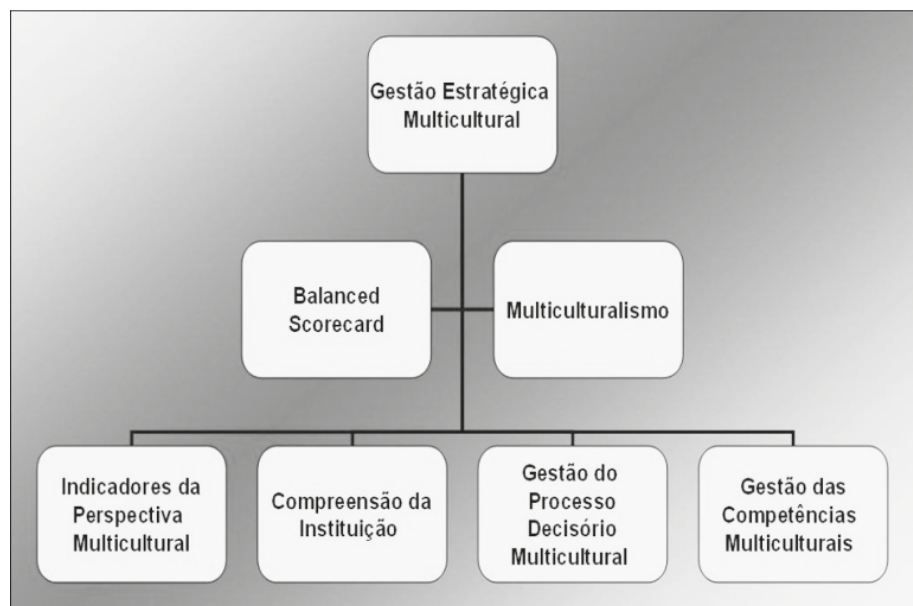 Gestão Estratégica
Multicultural
Balanced
Scorecard
Multiculturalismo
Indicadores da
Perspectiva
Multicultural
Compreensão da
Instituição
Gestão do
Processo
Decisório
Multicultural
Gestão das
Competências
Multiculturais